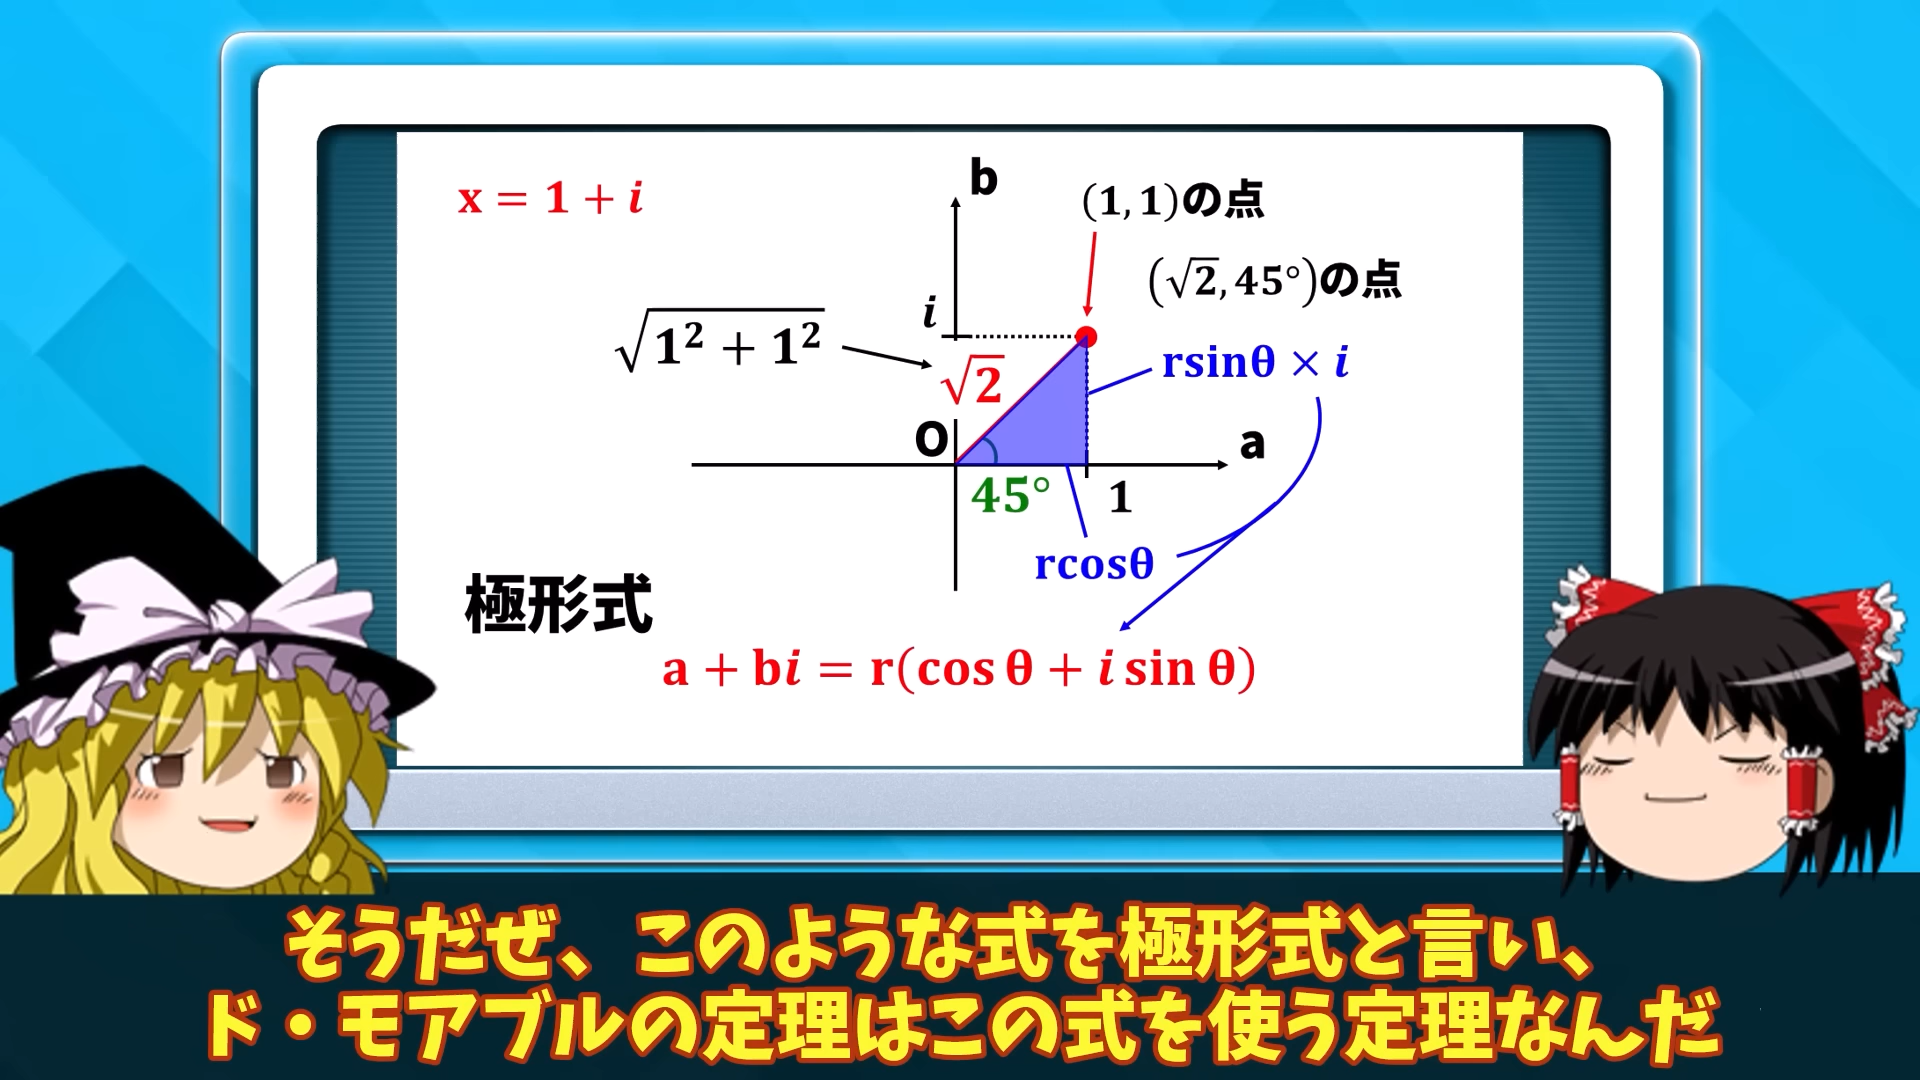 x = 1 + i
b
(1, 1)の点
(√2, 45°)の点
i
√(1² + 1²)
√2
rsinθ × i
O
a
45°
1
rcosθ
極形式
a + bi = r(cos θ + i sin θ)
そうだぜ、このような式を極形式と言い、
ド・モアブルの定理はこの式を使う定理なんだ